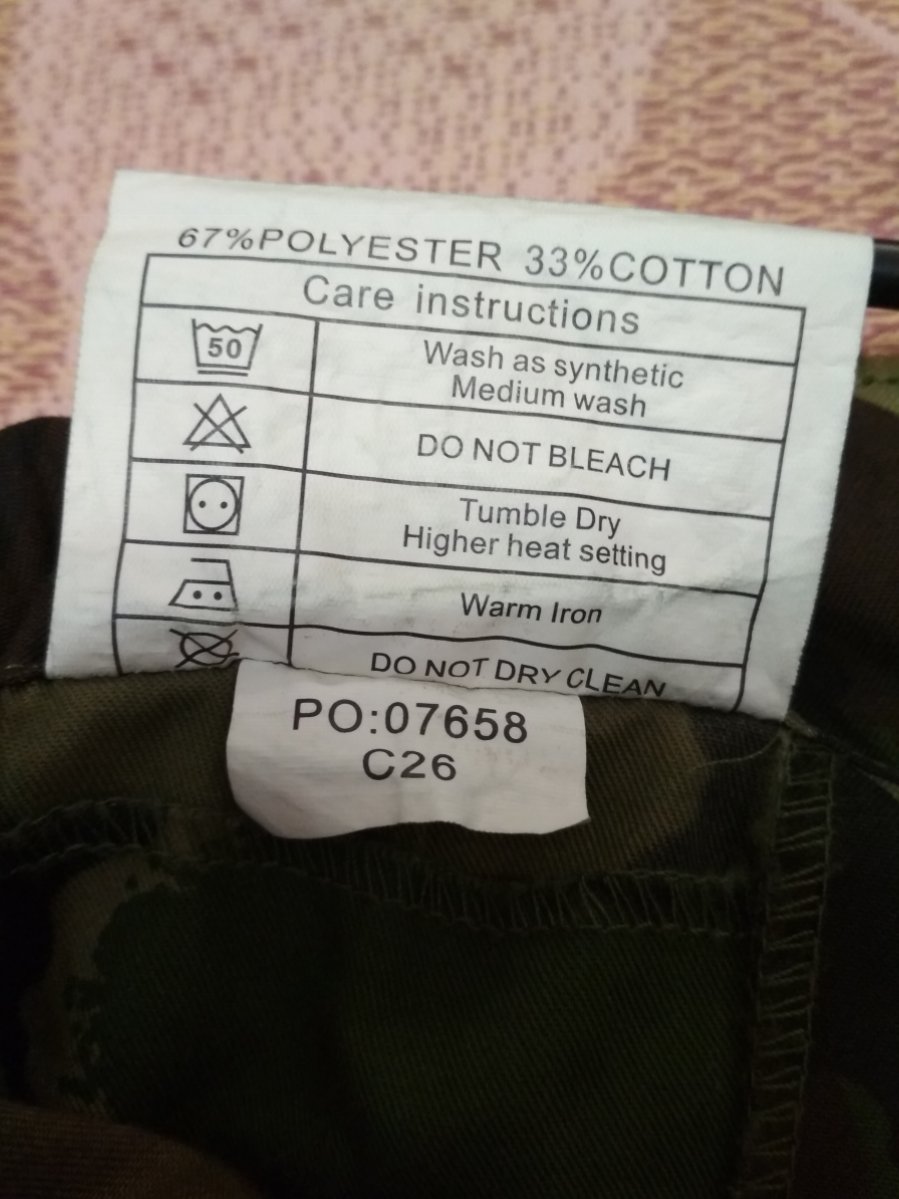 67%POLYESTER 33%COTTON
Care instructions
50
Wash as synthetic
Medium wash
DO NOT BLEACH
Tumble Dry
Higher heat setting
Warm Iron
DO NOT DRY CLEAN
PO:07658
C26